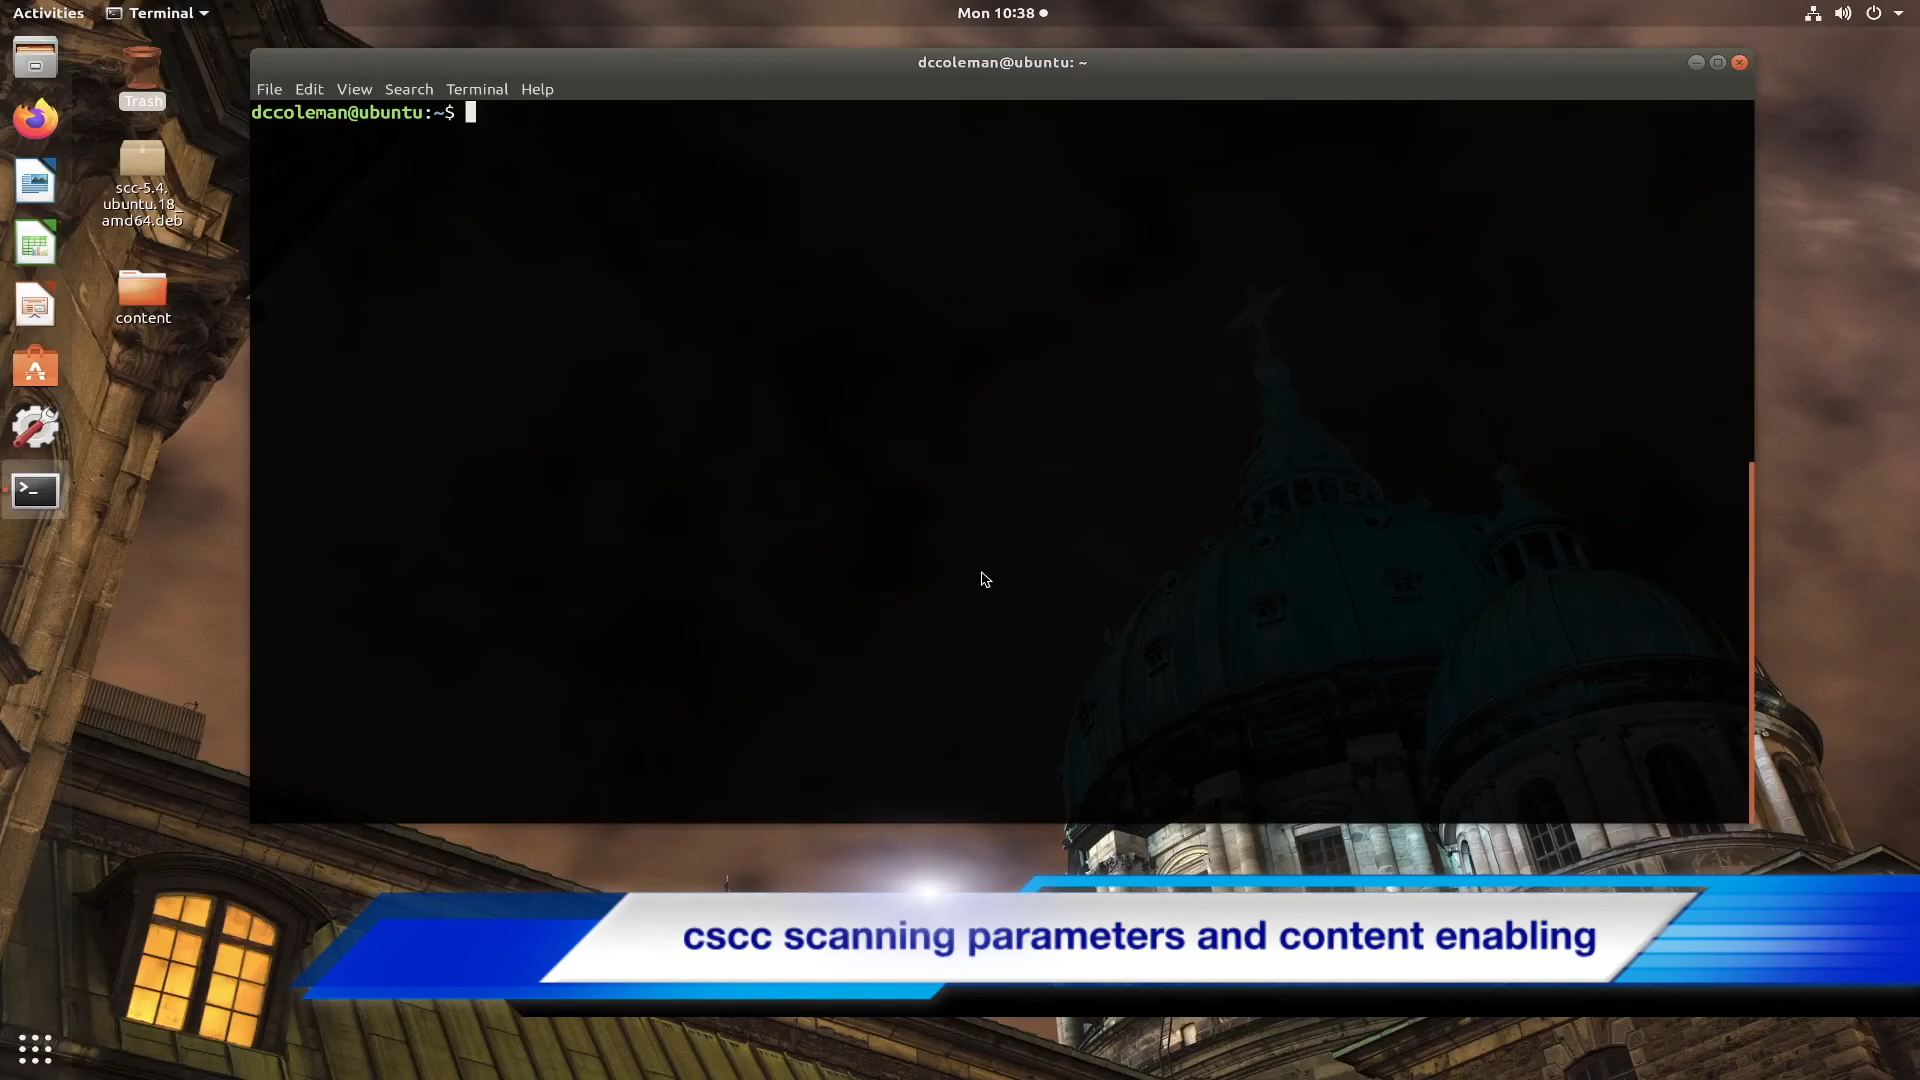 Activities
Terminal
Mon 10:38
dccoleman@ubuntu: ~
File Edit View Search Terminal Help
dccoleman@ubuntu:~$
Trash
scc-5.4.
ubuntu.18_
amd64.deb
content
cscc scanning parameters and content enabling